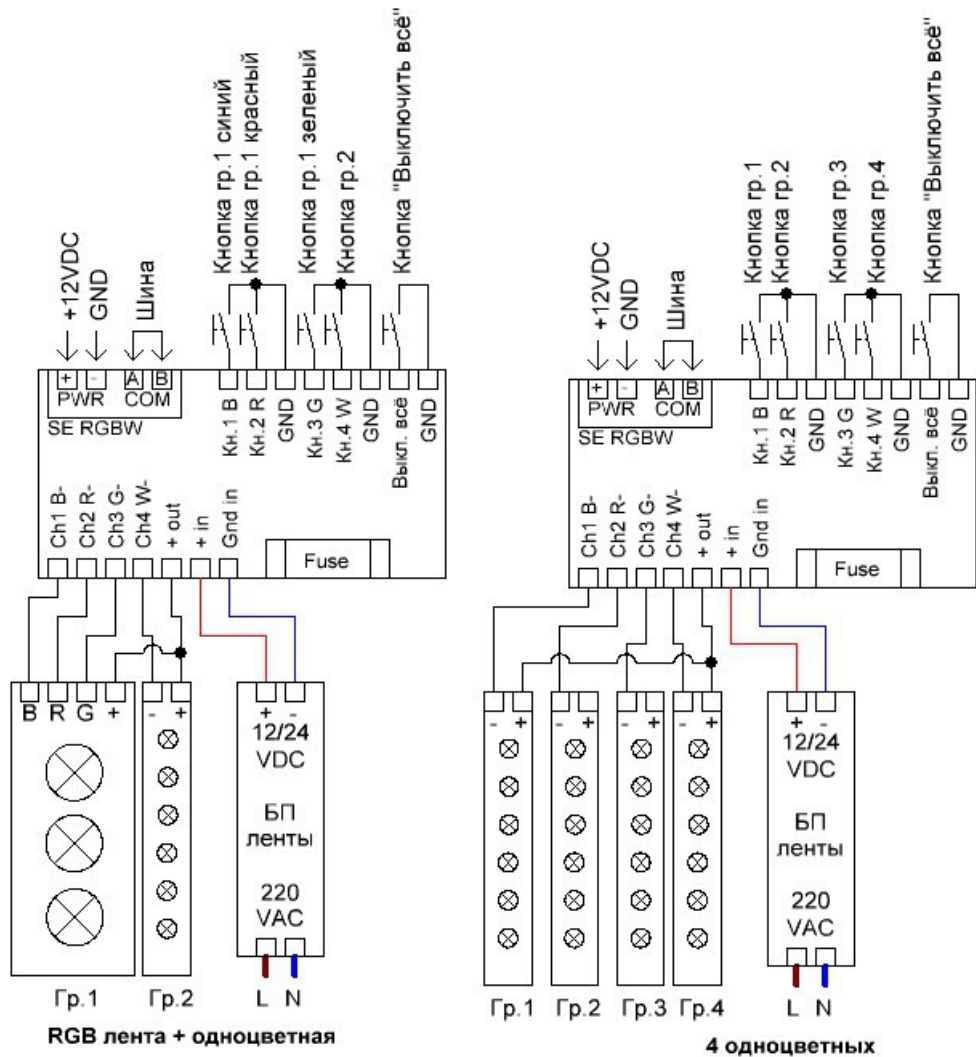 Кнопка гр.1 синий
Кнопка гр.1 красный
Кнопка гр.1 зеленый
Кнопка гр.2
Кнопка "Выключить всё"
+12VDC
GND
Шина
+ - A B
PWR COM
SE RGBW
Кн.1 B
Кн.2 R
GND
Кн.3 G
Кн.4 W
GND
Выкл. всё
GND
Ch1 B-
Ch2 R-
Ch3 G-
Ch4 W-
+ out
+ in
Gnd in
Fuse
B R G +
- +
+ -
12/24
VDC
БП
ленты
220
VAC
L N
Гр.1
Гр.2
RGB лента + одноцветная
Кнопка гр.1
Кнопка гр.2
Кнопка гр.3
Кнопка гр.4
Кнопка "Выключить всё"
+12VDC
GND
Шина
+ - A B
PWR COM
SE RGBW
Кн.1 B
Кн.2 R
GND
Кн.3 G
Кн.4 W
GND
Выкл. всё
GND
Ch1 B-
Ch2 R-
Ch3 G-
Ch4 W-
+ out
+ in
Gnd in
Fuse
- +
- +
- +
- +
+ -
12/24
VDC
БП
ленты
220
VAC
L N
Гр.1
Гр.2
Гр.3
Гр.4
4 одноцветных